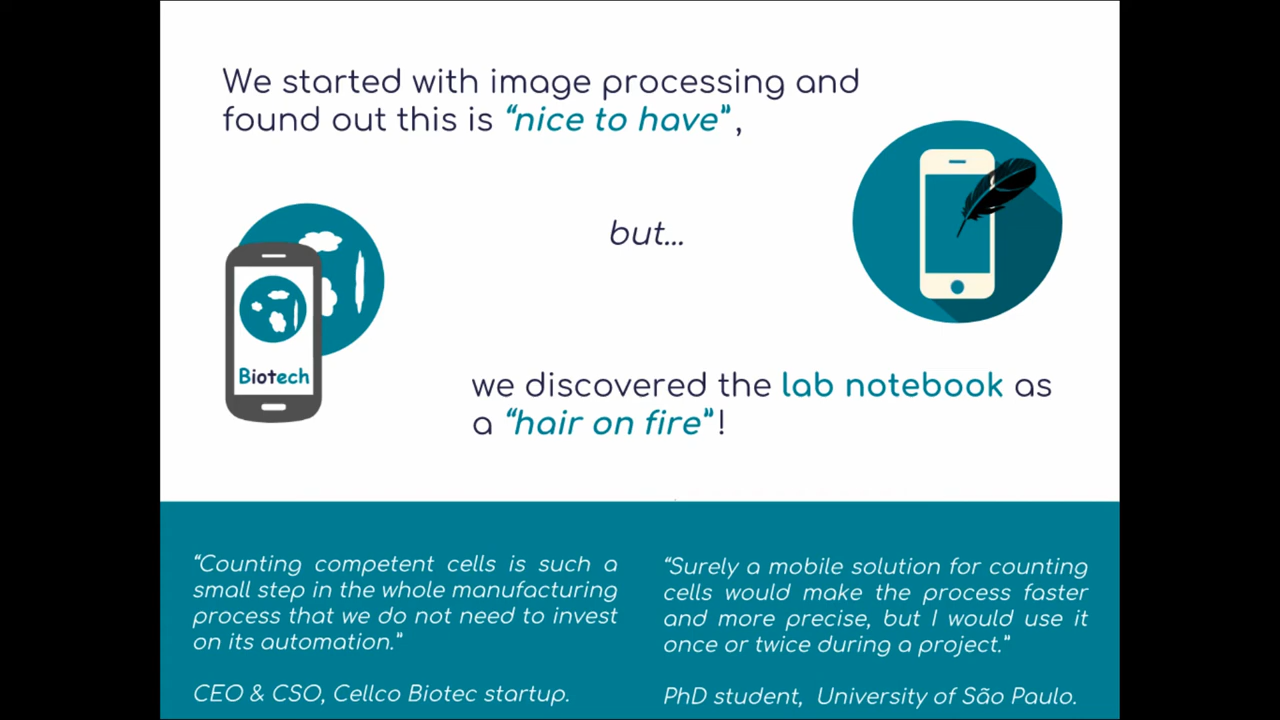 We started with image processing and
found out this is “nice to have”,
but...
Biotech
we discovered the lab notebook as
a “hair on fire”!
“Counting competent cells is such a
small step in the whole manufacturing
process that we do not need to invest
on its automation.”
CEO & CSO, Cellco Biotec startup.
“Surely a mobile solution for counting
cells would make the process faster
and more precise, but I would use it
once or twice during a project.”
PhD student, University of São Paulo.